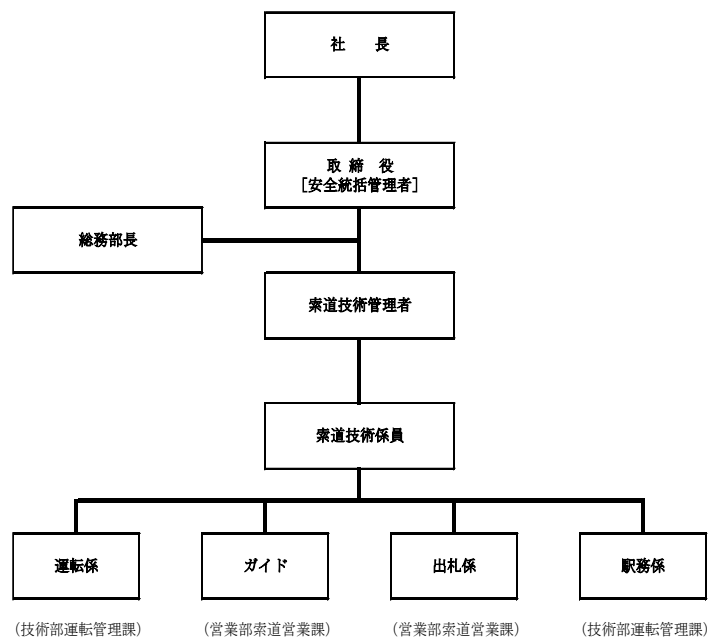 社　長
取 締 役
[安全統括管理者]
総務部長
索道技術管理者
索道技術係員
運転係
ガイド
出札係
駅務係
(技術部運転管理課)
(営業部索道営業課)
(営業部索道営業課)
(技術部運転管理課)